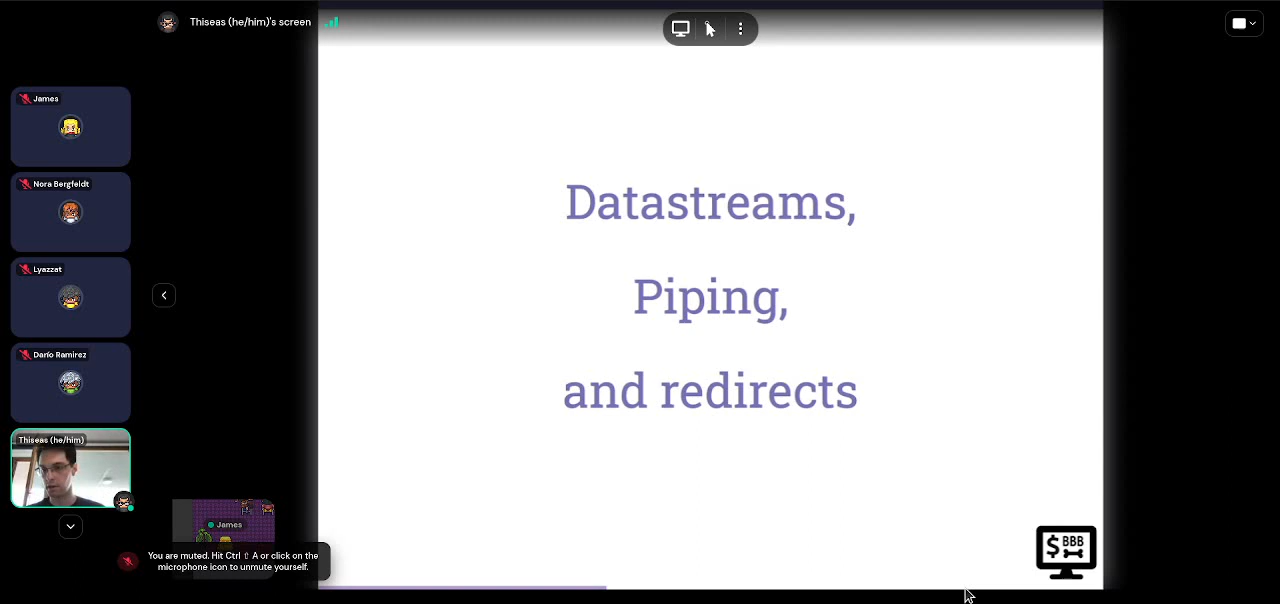 Thiseas (he/him)'s screen
James
Nora Bergfeldt
Lyazzat
Darío Ramirez
Thiseas (he/him)
Datastreams,
Piping,
and redirects
James
You are muted. Hit Ctrl ⇧ A or click on the
microphone icon to unmute yourself.
$ BBB